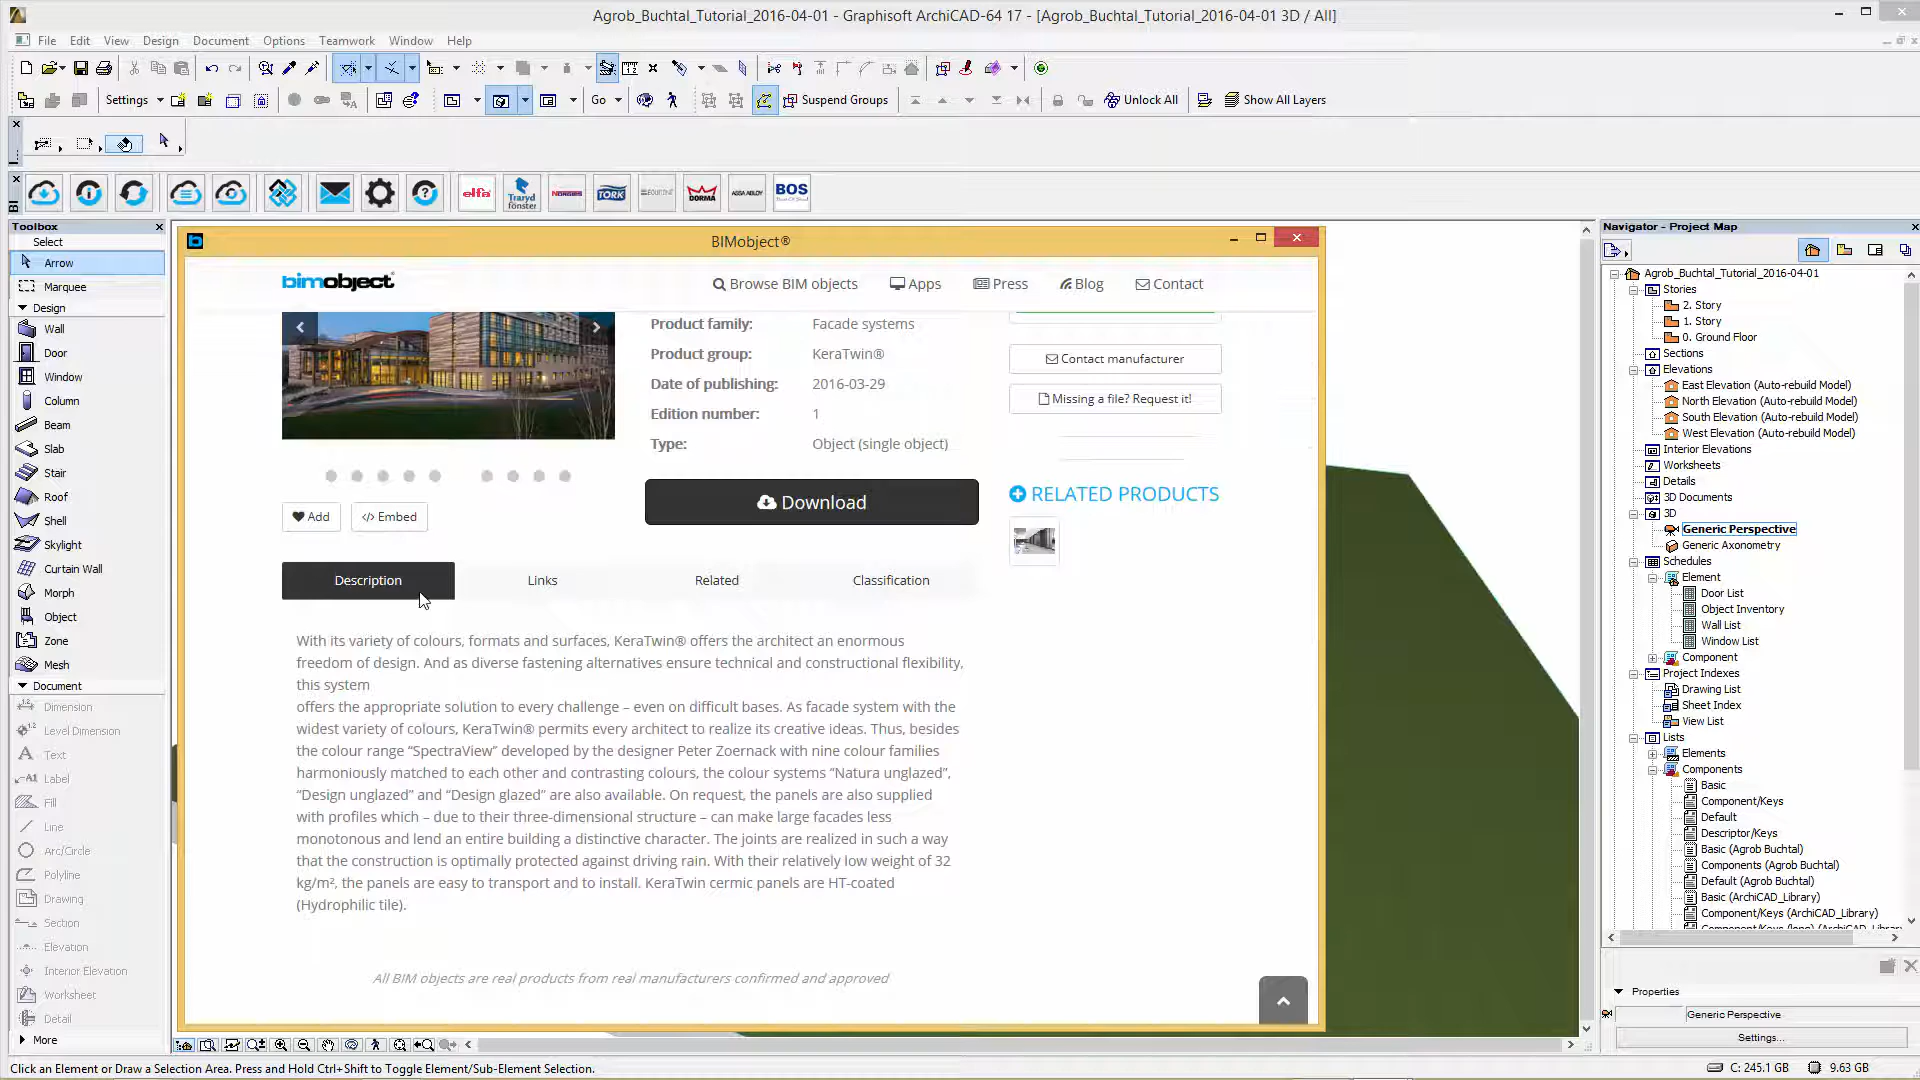 Agrob_Buchtal_Tutorial_2016-04-01 - Graphisoft ArchiCAD-64 17 - [Agrob_Buchtal_Tutorial_2016-04-01 3D / All]
File Edit View Design Document Options Teamwork Window Help
Settings Go Suspend Groups Unlock All Show All Layers
elfa Traryd fönster NORGIPS TORK DORMA ASSA ABLOY BOS
Toolbox
Select
Arrow
Marquee
Design
Wall
Door
Window
Column
Beam
Slab
Stair
Roof
Shell
Skylight
Curtain Wall
Morph
Object
Zone
Mesh
Document
Dimension
Level Dimension
Text
Label
Fill
Line
Arc/Circle
Polyline
Drawing
Section
Elevation
Interior Elevation
Worksheet
Detail
More
BIMobject®
bimobject
Browse BIM objects Apps Press Blog Contact
Product family: Facade systems
Product group: KeraTwin®
Date of publishing: 2016-03-29
Edition number: 1
Type: Object (single object)
Contact manufacturer
Missing a file? Request it!
Add </> Embed
Download
RELATED PRODUCTS
Description Links Related Classification
With its variety of colours, formats and surfaces, KeraTwin® offers the architect an enormous
freedom of design. And as diverse fastening alternatives ensure technical and constructional flexibility,
this system
offers the appropriate solution to every challenge – even on difficult bases. As facade system with the
widest variety of colours, KeraTwin® permits every architect to realize its creative ideas. Thus, besides
the colour range “SpectraView” developed by the designer Peter Zoernack with nine colour families
harmoniously matched to each other and contrasting colours, the colour systems “Natura unglazed”,
“Design unglazed” and “Design glazed” are also available. On request, the panels are also supplied
with profiles which – due to their three-dimensional structure – can make large facades less
monotonous and lend an entire building a distinctive character. The joints are realized in such a way
that the construction is optimally protected against driving rain. With their relatively low weight of 32
kg/m², the panels are easy to transport and to install. KeraTwin cermic panels are HT-coated
(Hydrophilic tile).
All BIM objects are real products from real manufacturers confirmed and approved
Navigator - Project Map
Agrob_Buchtal_Tutorial_2016-04-01
Stories
2. Story
1. Story
0. Ground Floor
Sections
Elevations
East Elevation (Auto-rebuild Model)
North Elevation (Auto-rebuild Model)
South Elevation (Auto-rebuild Model)
West Elevation (Auto-rebuild Model)
Interior Elevations
Worksheets
Details
3D Documents
3D
Generic Perspective
Generic Axonometry
Schedules
Element
Door List
Object Inventory
Wall List
Window List
Component
Project Indexes
Drawing List
Sheet Index
View List
Lists
Elements
Components
Basic
Component/Keys
Default
Descriptor/Keys
Basic (Agrob Buchtal)
Components (Agrob Buchtal)
Default (Agrob Buchtal)
Basic (ArchiCAD_Library)
Component/Keys (ArchiCAD_Library)
Properties
Generic Perspective
Settings...
Click an Element or Draw a Selection Area. Press and Hold Ctrl+Shift to Toggle Element/Sub-Element Selection.
C: 245.1 GB 9.63 GB